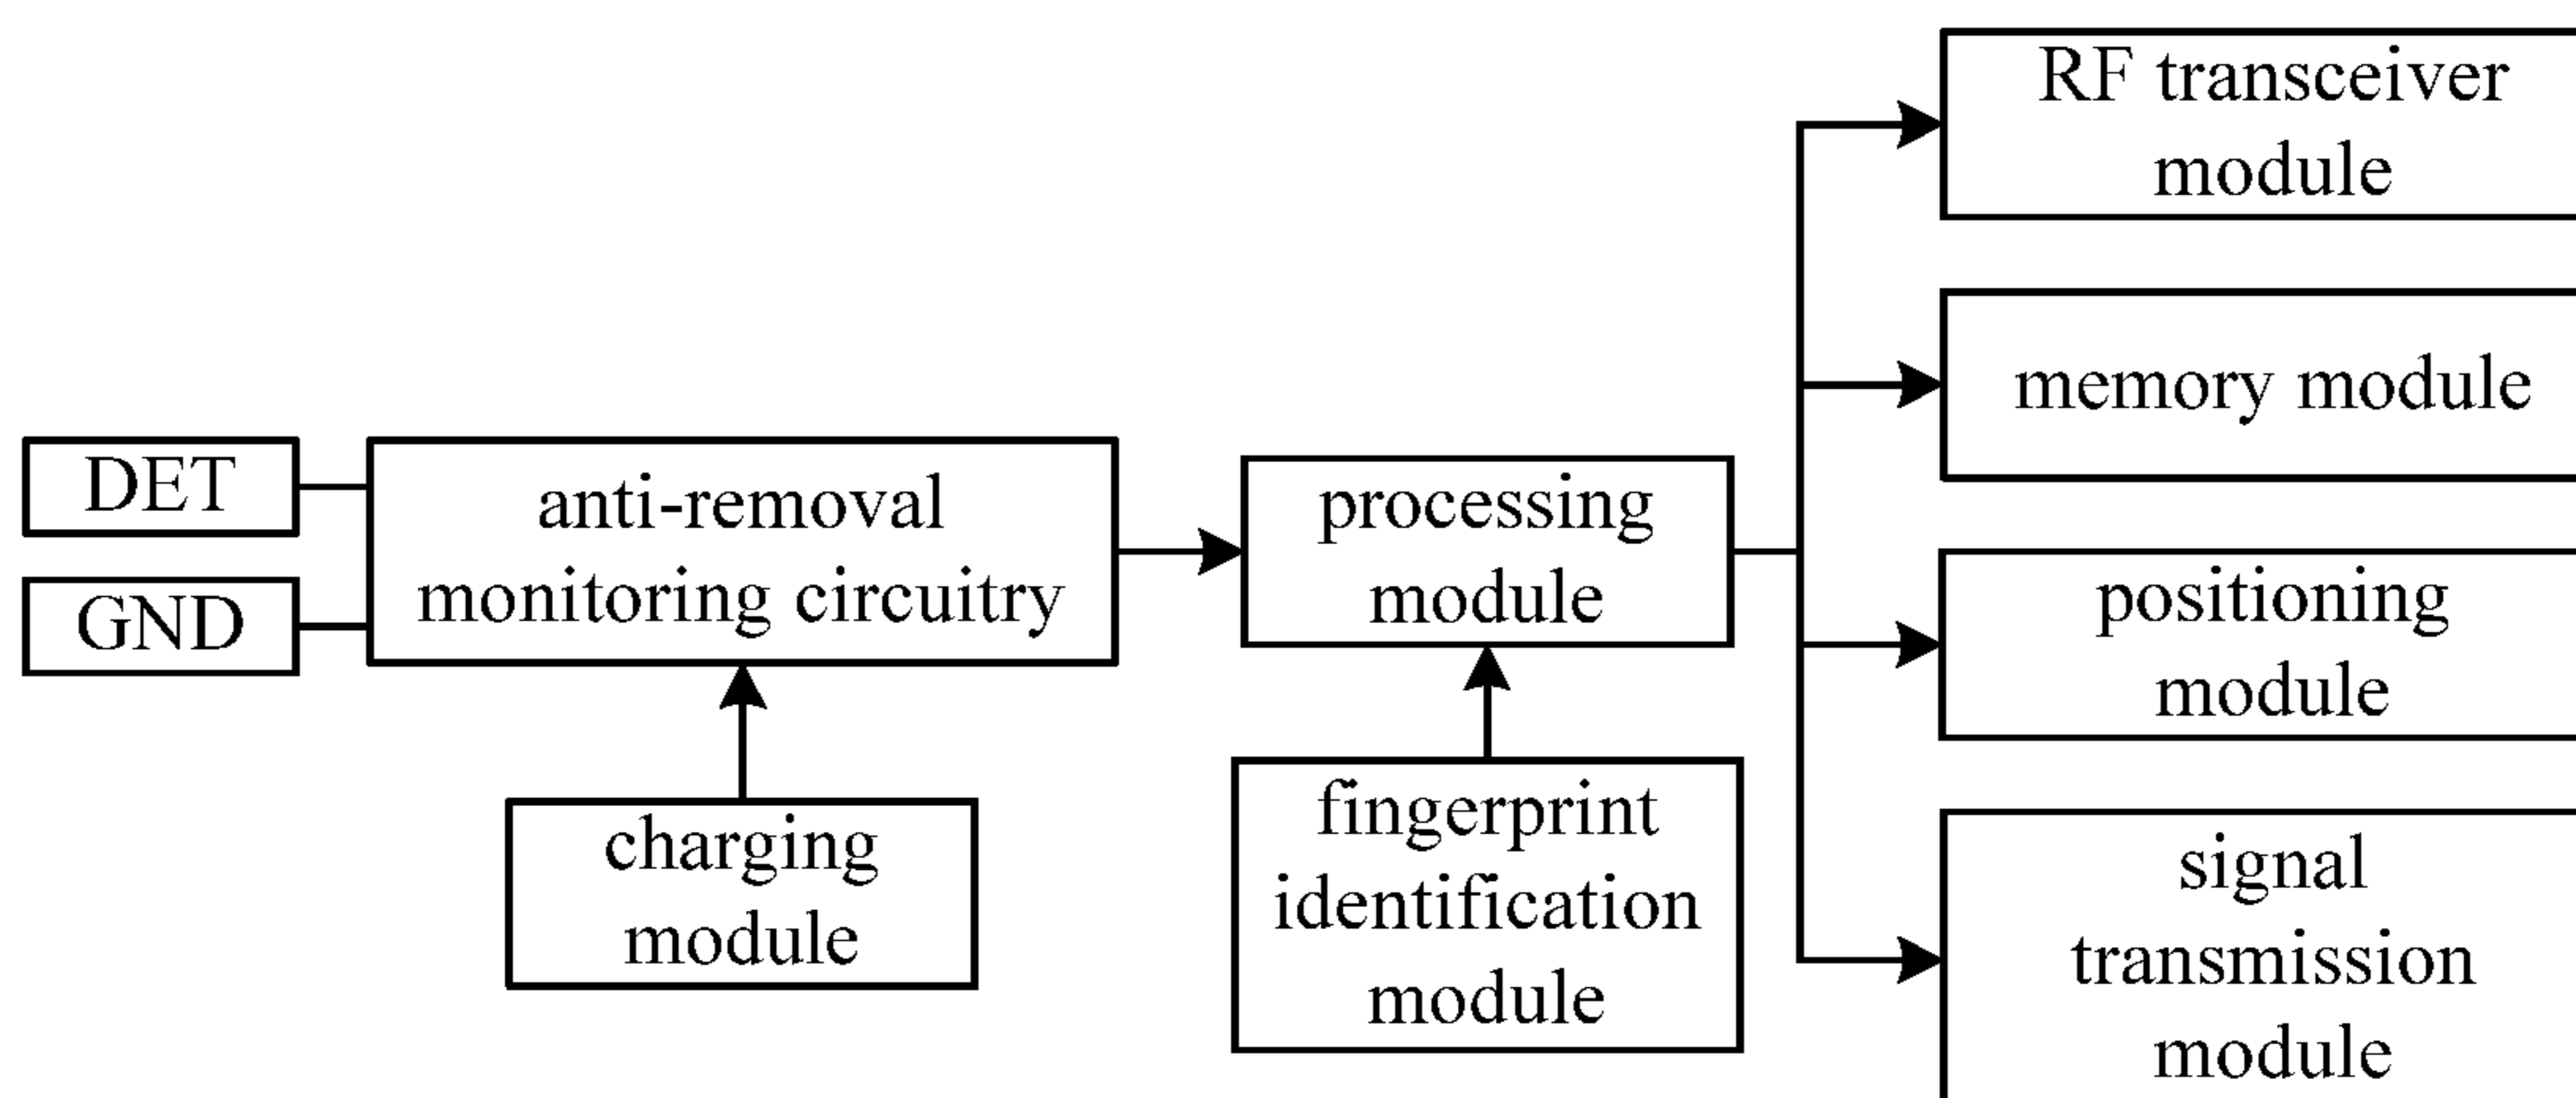 RF transceiver
module
memory module
DET
GND
anti-removal
monitoring circuitry
processing
module
positioning
module
charging
module
fingerprint
identification
module
signal
transmission
module